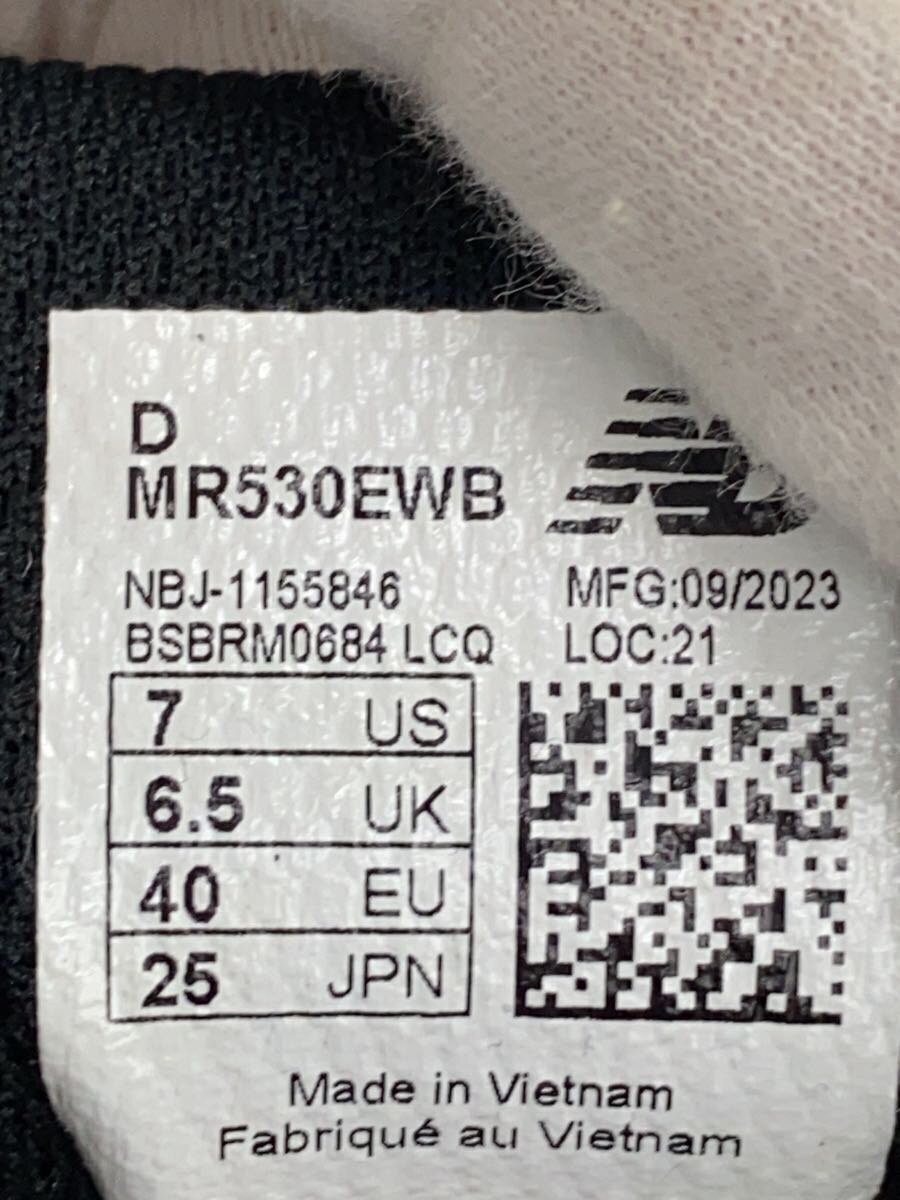 D
MR530EWB
NBJ-1155846 MFG:09/2023
BSBRM0684 LCQ LOC:21
7 US
6.5 UK
40 EU
25 JPN
Made in Vietnam
Fabriqué au Vietnam